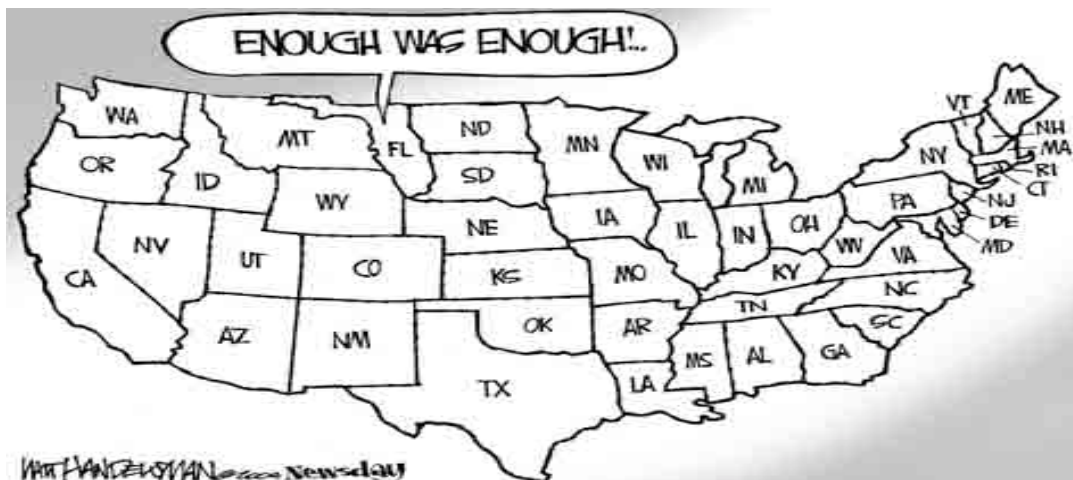 ENOUGH WAS ENOUGH!..
WA
MT
FL
ND
MN
VT
ME
OR
ID
SD
WI
MI
NY
NH
MA
RI
CT
WY
IA
PA
NJ
DE
MD
NV
UT
CO
NE
IL
IN
OH
WV
VA
CA
KS
MO
KY
NC
AZ
NM
OK
AR
TN
SC
TX
LA
MS
AL
GA
Newsday